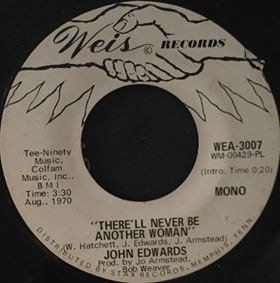 Weis © RECORDS
WEA-3007
WM-00429-PL
(Intro, Time 0:20)
MONO
Tee-Ninety
Music,
Colfam
Music, Inc.,
B M I
Time: 3:30
Aug., 1970
"THERE'LL NEVER BE
ANOTHER WOMAN"
(W. Hatchett, J. Edwards, J. Armstead)
JOHN EDWARDS
Prod. by Jo Armstead,
Bob Weaver
DISTRIBUTED BY STAX RECORDS, MEMPHIS, TENN.